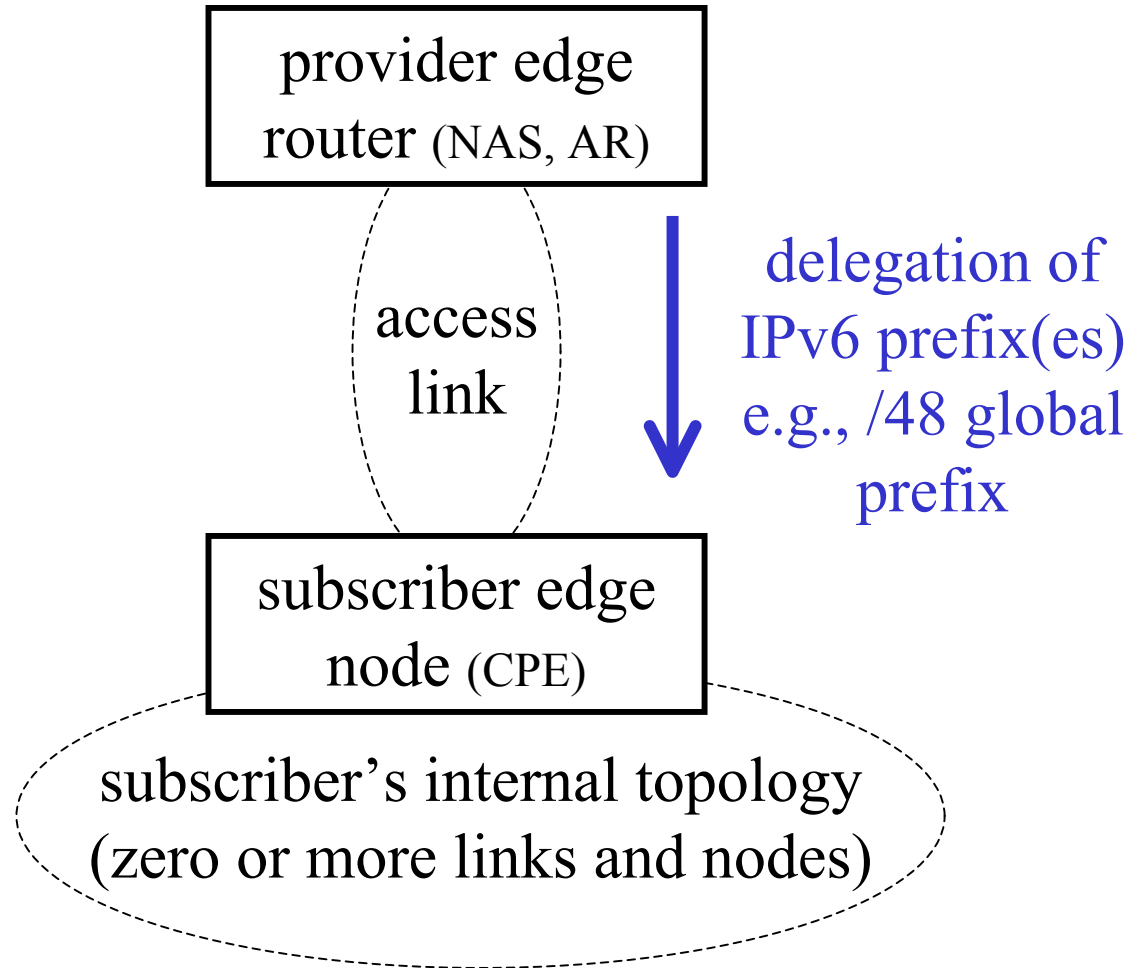 provider edge
router (NAS, AR)
access
link
delegation of
IPv6 prefix(es)
e.g., /48 global
prefix
subscriber edge
node (CPE)
subscriber’s internal topology
(zero or more links and nodes)